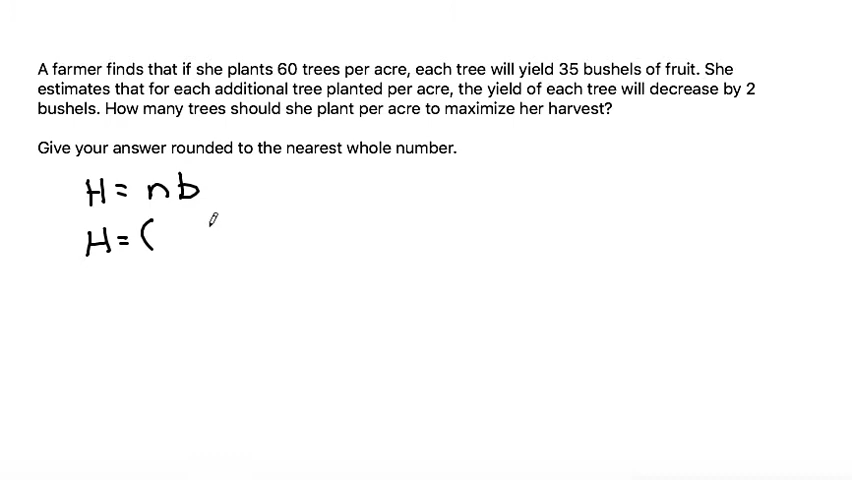 A farmer finds that if she plants 60 trees per acre, each tree will yield 35 bushels of fruit. She
estimates that for each additional tree planted per acre, the yield of each tree will decrease by 2
bushels. How many trees should she plant per acre to maximize her harvest?
Give your answer rounded to the nearest whole number.
H = nb
H = (